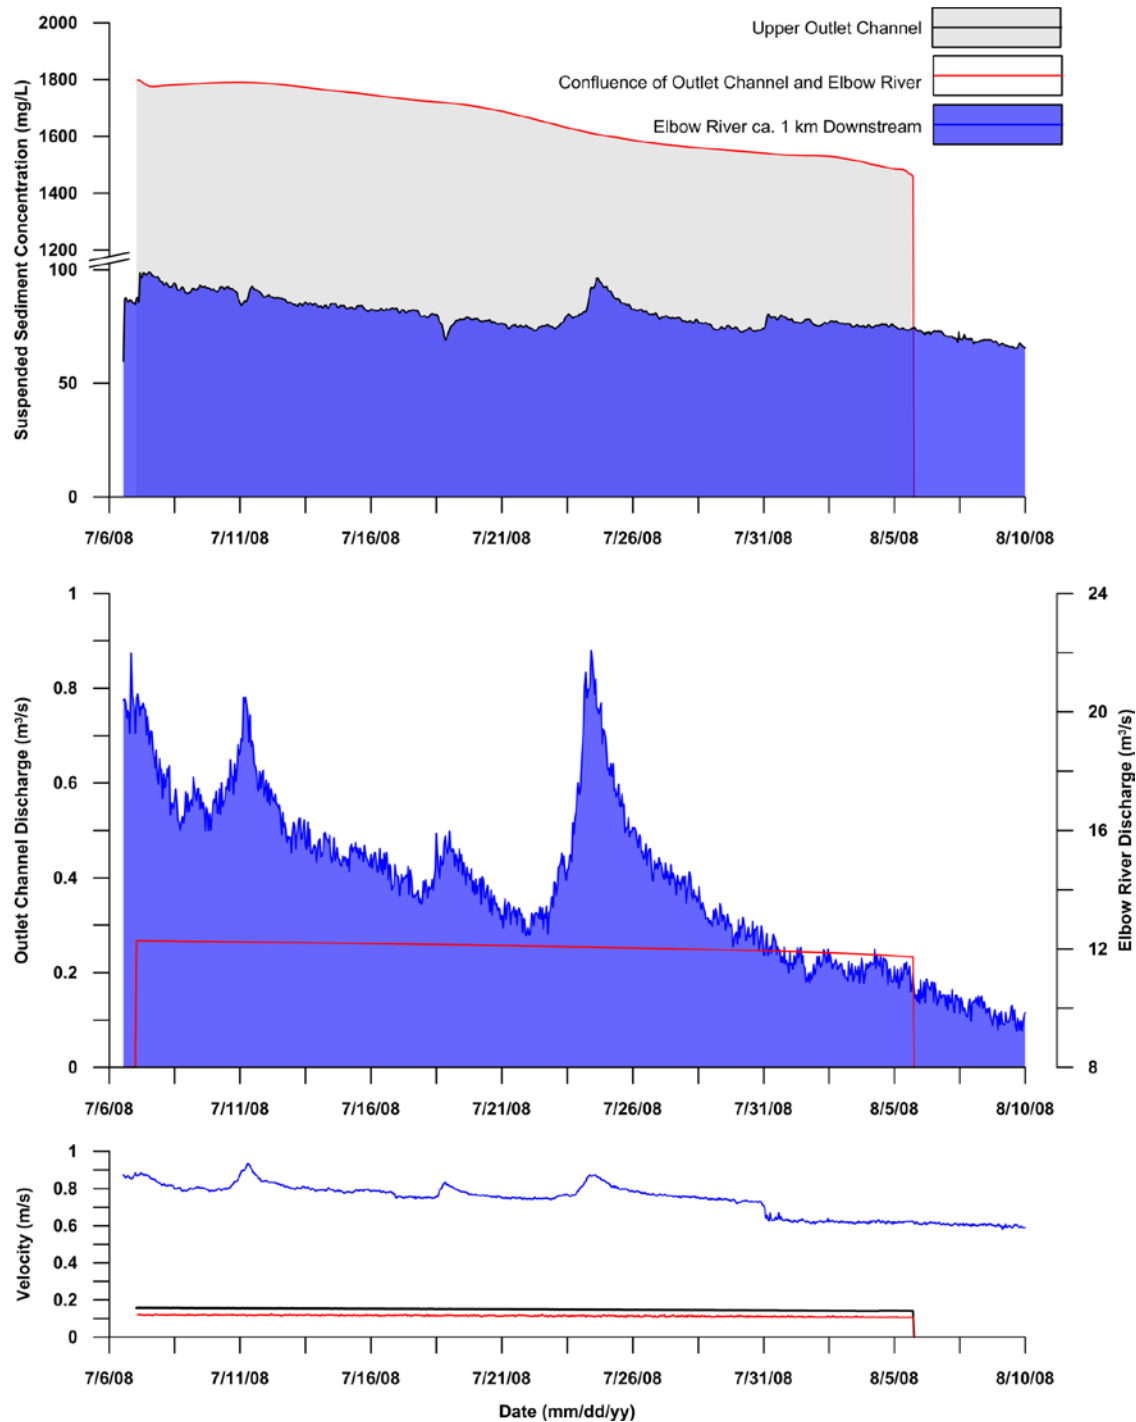 2000
1800
1600
1400
1200
100
50
0
Suspended Sediment Concentration (mg/L)
Upper Outlet Channel
Confluence of Outlet Channel and Elbow River
Elbow River ca. 1 km Downstream
7/6/08 7/11/08 7/16/08 7/21/08 7/26/08 7/31/08 8/5/08 8/10/08
1
0.8
0.6
0.4
0.2
0
Outlet Channel Discharge (m³/s)
24
20
16
12
8
Elbow River Discharge (m³/s)
7/6/08 7/11/08 7/16/08 7/21/08 7/26/08 7/31/08 8/5/08 8/10/08
1
0.8
0.6
0.4
0.2
0
Velocity (m/s)
7/6/08 7/11/08 7/16/08 7/21/08 7/26/08 7/31/08 8/5/08 8/10/08
Date (mm/dd/yy)